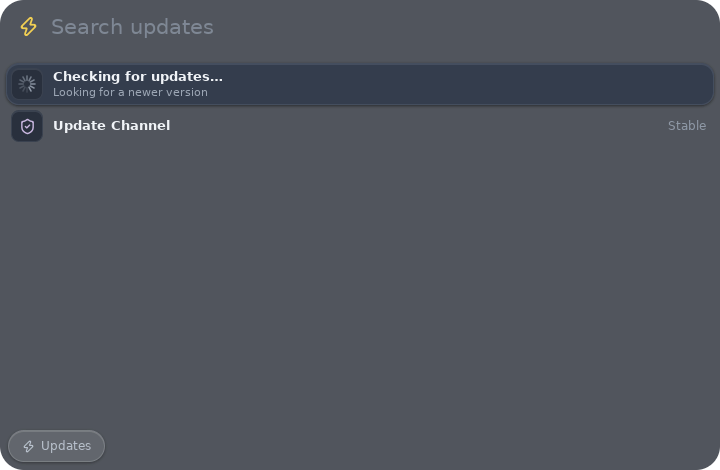 Search updates
Checking for updates...
Looking for a newer version
Update Channel
Stable
Updates